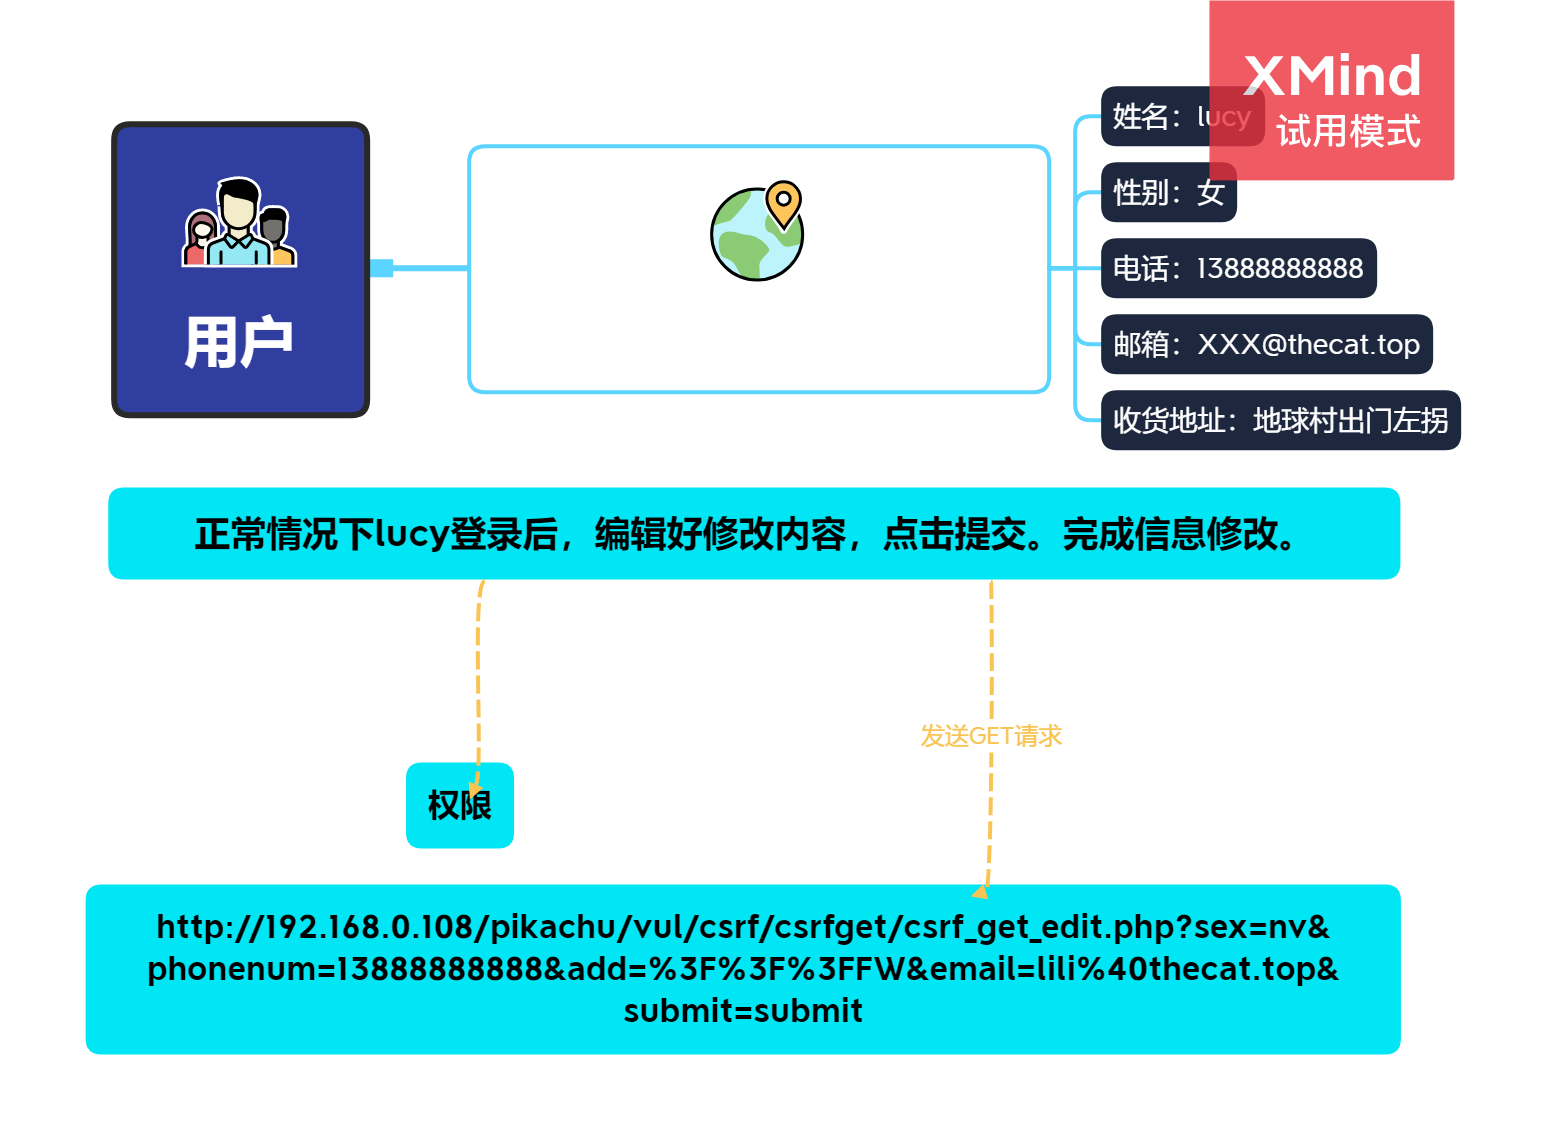 XMind
试用模式
用户
姓名：lucy
性别：女
电话：13888888888
邮箱：XXX@thecat.top
收货地址：地球村出门左拐
正常情况下lucy登录后，编辑好修改内容，点击提交。完成信息修改。
发送GET请求
权限
http://192.168.0.108/pikachu/vul/csrf/csrfget/csrf_get_edit.php?sex=nv&
phonenum=13888888888&add=%3F%3F%3FFW&email=lili%40thecat.top&
submit=submit